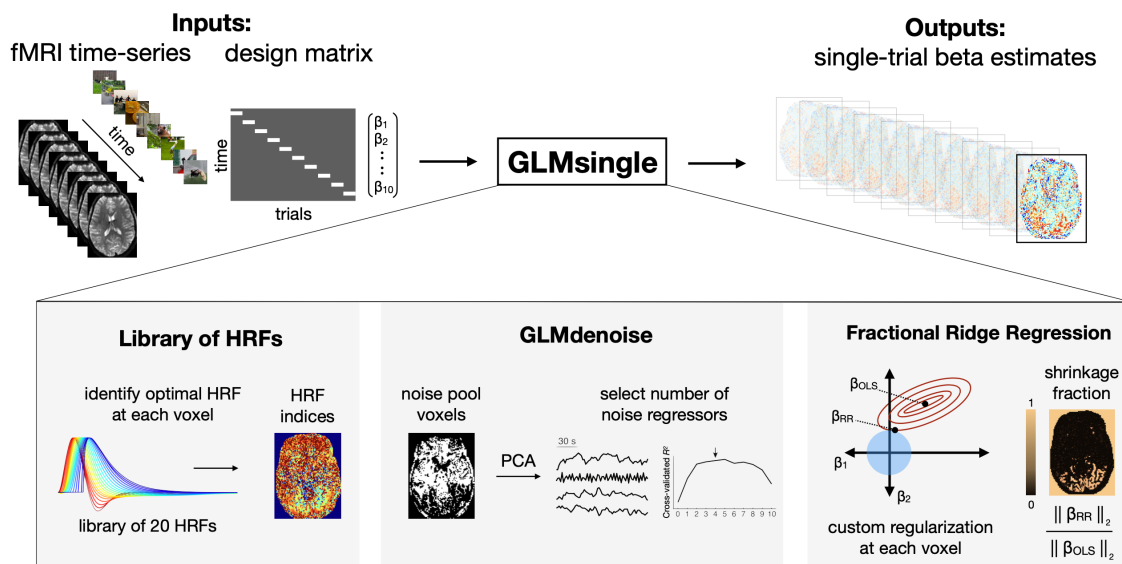 Inputs:
fMRI time-series
design matrix
time
time
trials
β1
β2
⋮
⋮
β10
GLMsingle
Outputs:
single-trial beta estimates
Library of HRFs
identify optimal HRF
at each voxel
HRF
indices
library of 20 HRFs
GLMdenoise
noise pool
voxels
PCA
select number of
noise regressors
30 s
Cross-validated R²
0 1 2 3 4 5 6 7 8 9 10
Fractional Ridge Regression
βOLS
βRR
β1
β2
custom regularization
at each voxel
shrinkage
fraction
1
0
|| βRR ||2
|| βOLS ||2